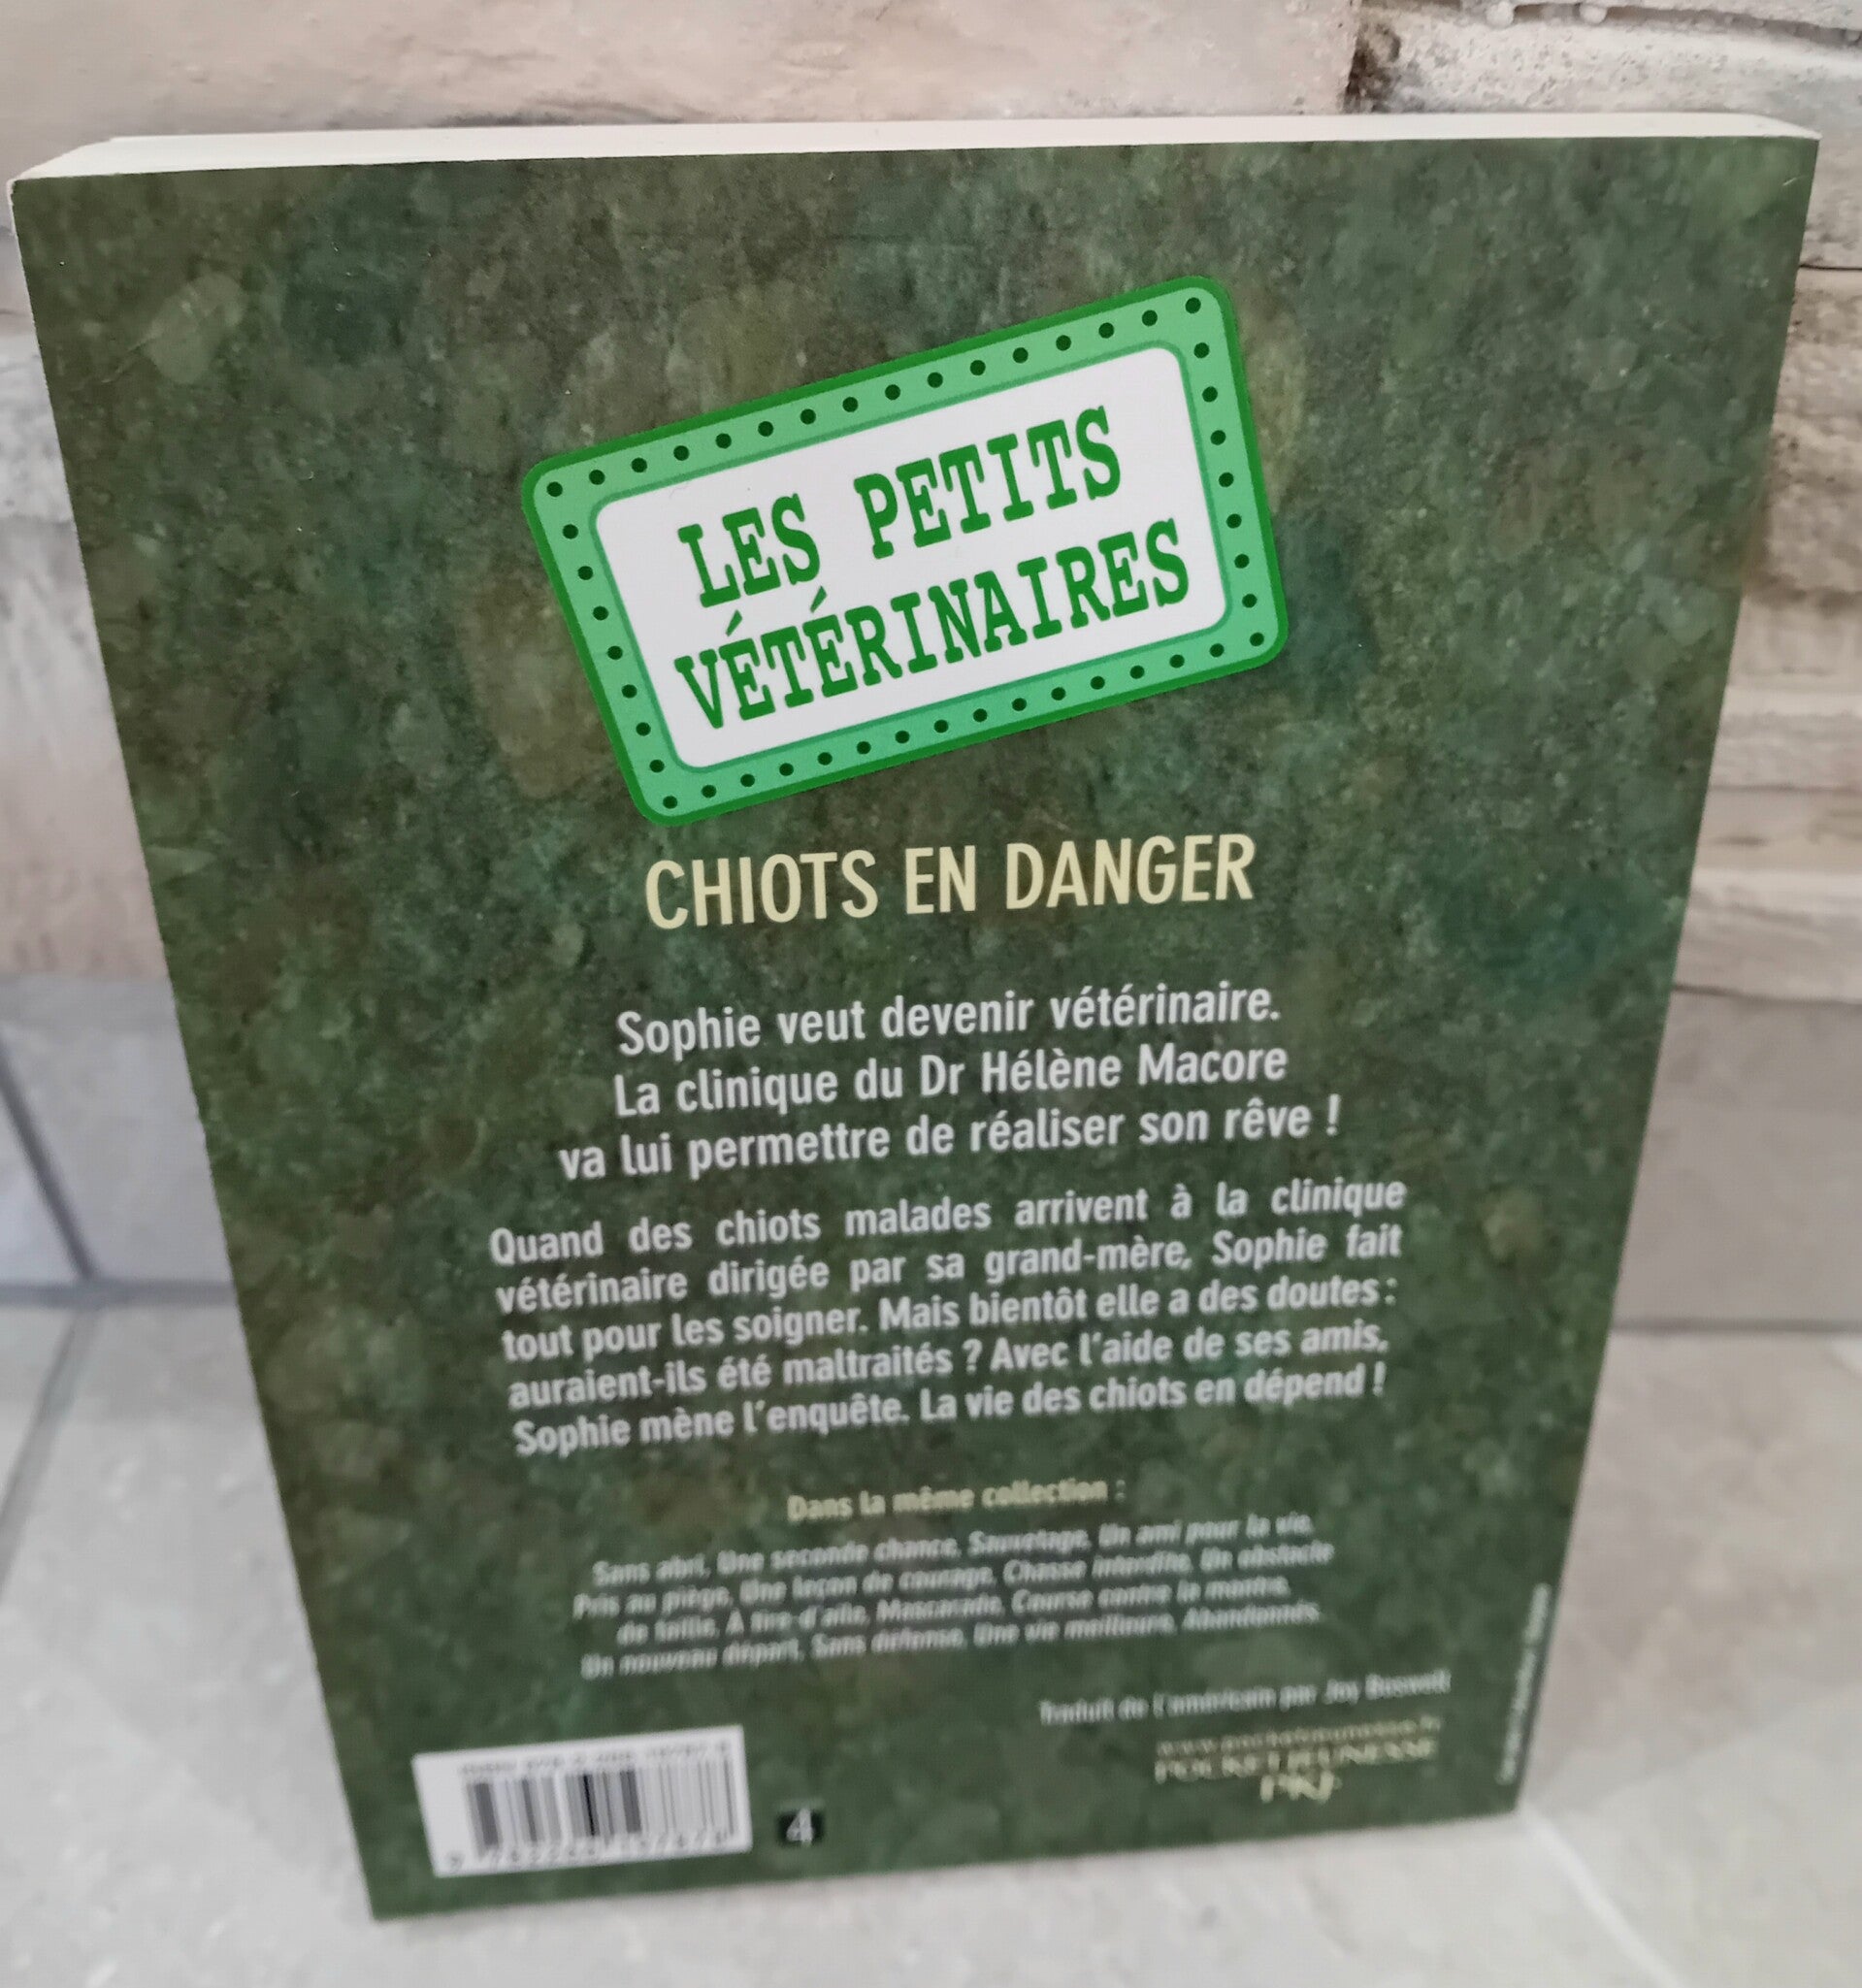 LES PETITS
VÉTÉRINAIRES
CHIOTS EN DANGER
Sophie veut devenir vétérinaire.
La clinique du Dr Hélène Macore
va lui permettre de réaliser son rêve !
Quand des chiots malades arrivent à la clinique
vétérinaire dirigée par sa grand-mère, Sophie fait
tout pour les soigner. Mais bientôt elle a des doutes :
auraient-ils été maltraités ? Avec l'aide de ses amis,
Sophie mène l'enquête. La vie des chiots en dépend !
Dans la même collection :
Sans abri, Une seconde chance, Sauvetage, Un ami pour la vie,
Pris au piège, Une leçon de courage, Chasse interdite, Un obstacle
de taille, À tire-d'aile, Mascarade, Course contre la montre,
Un nouveau départ, Sans défense, Une vie meilleure, Abandonnés.
Traduit de l'américain par Joy Boswell
www.pocketjeunesse.fr
POCKET JEUNESSE
PKJ·
4